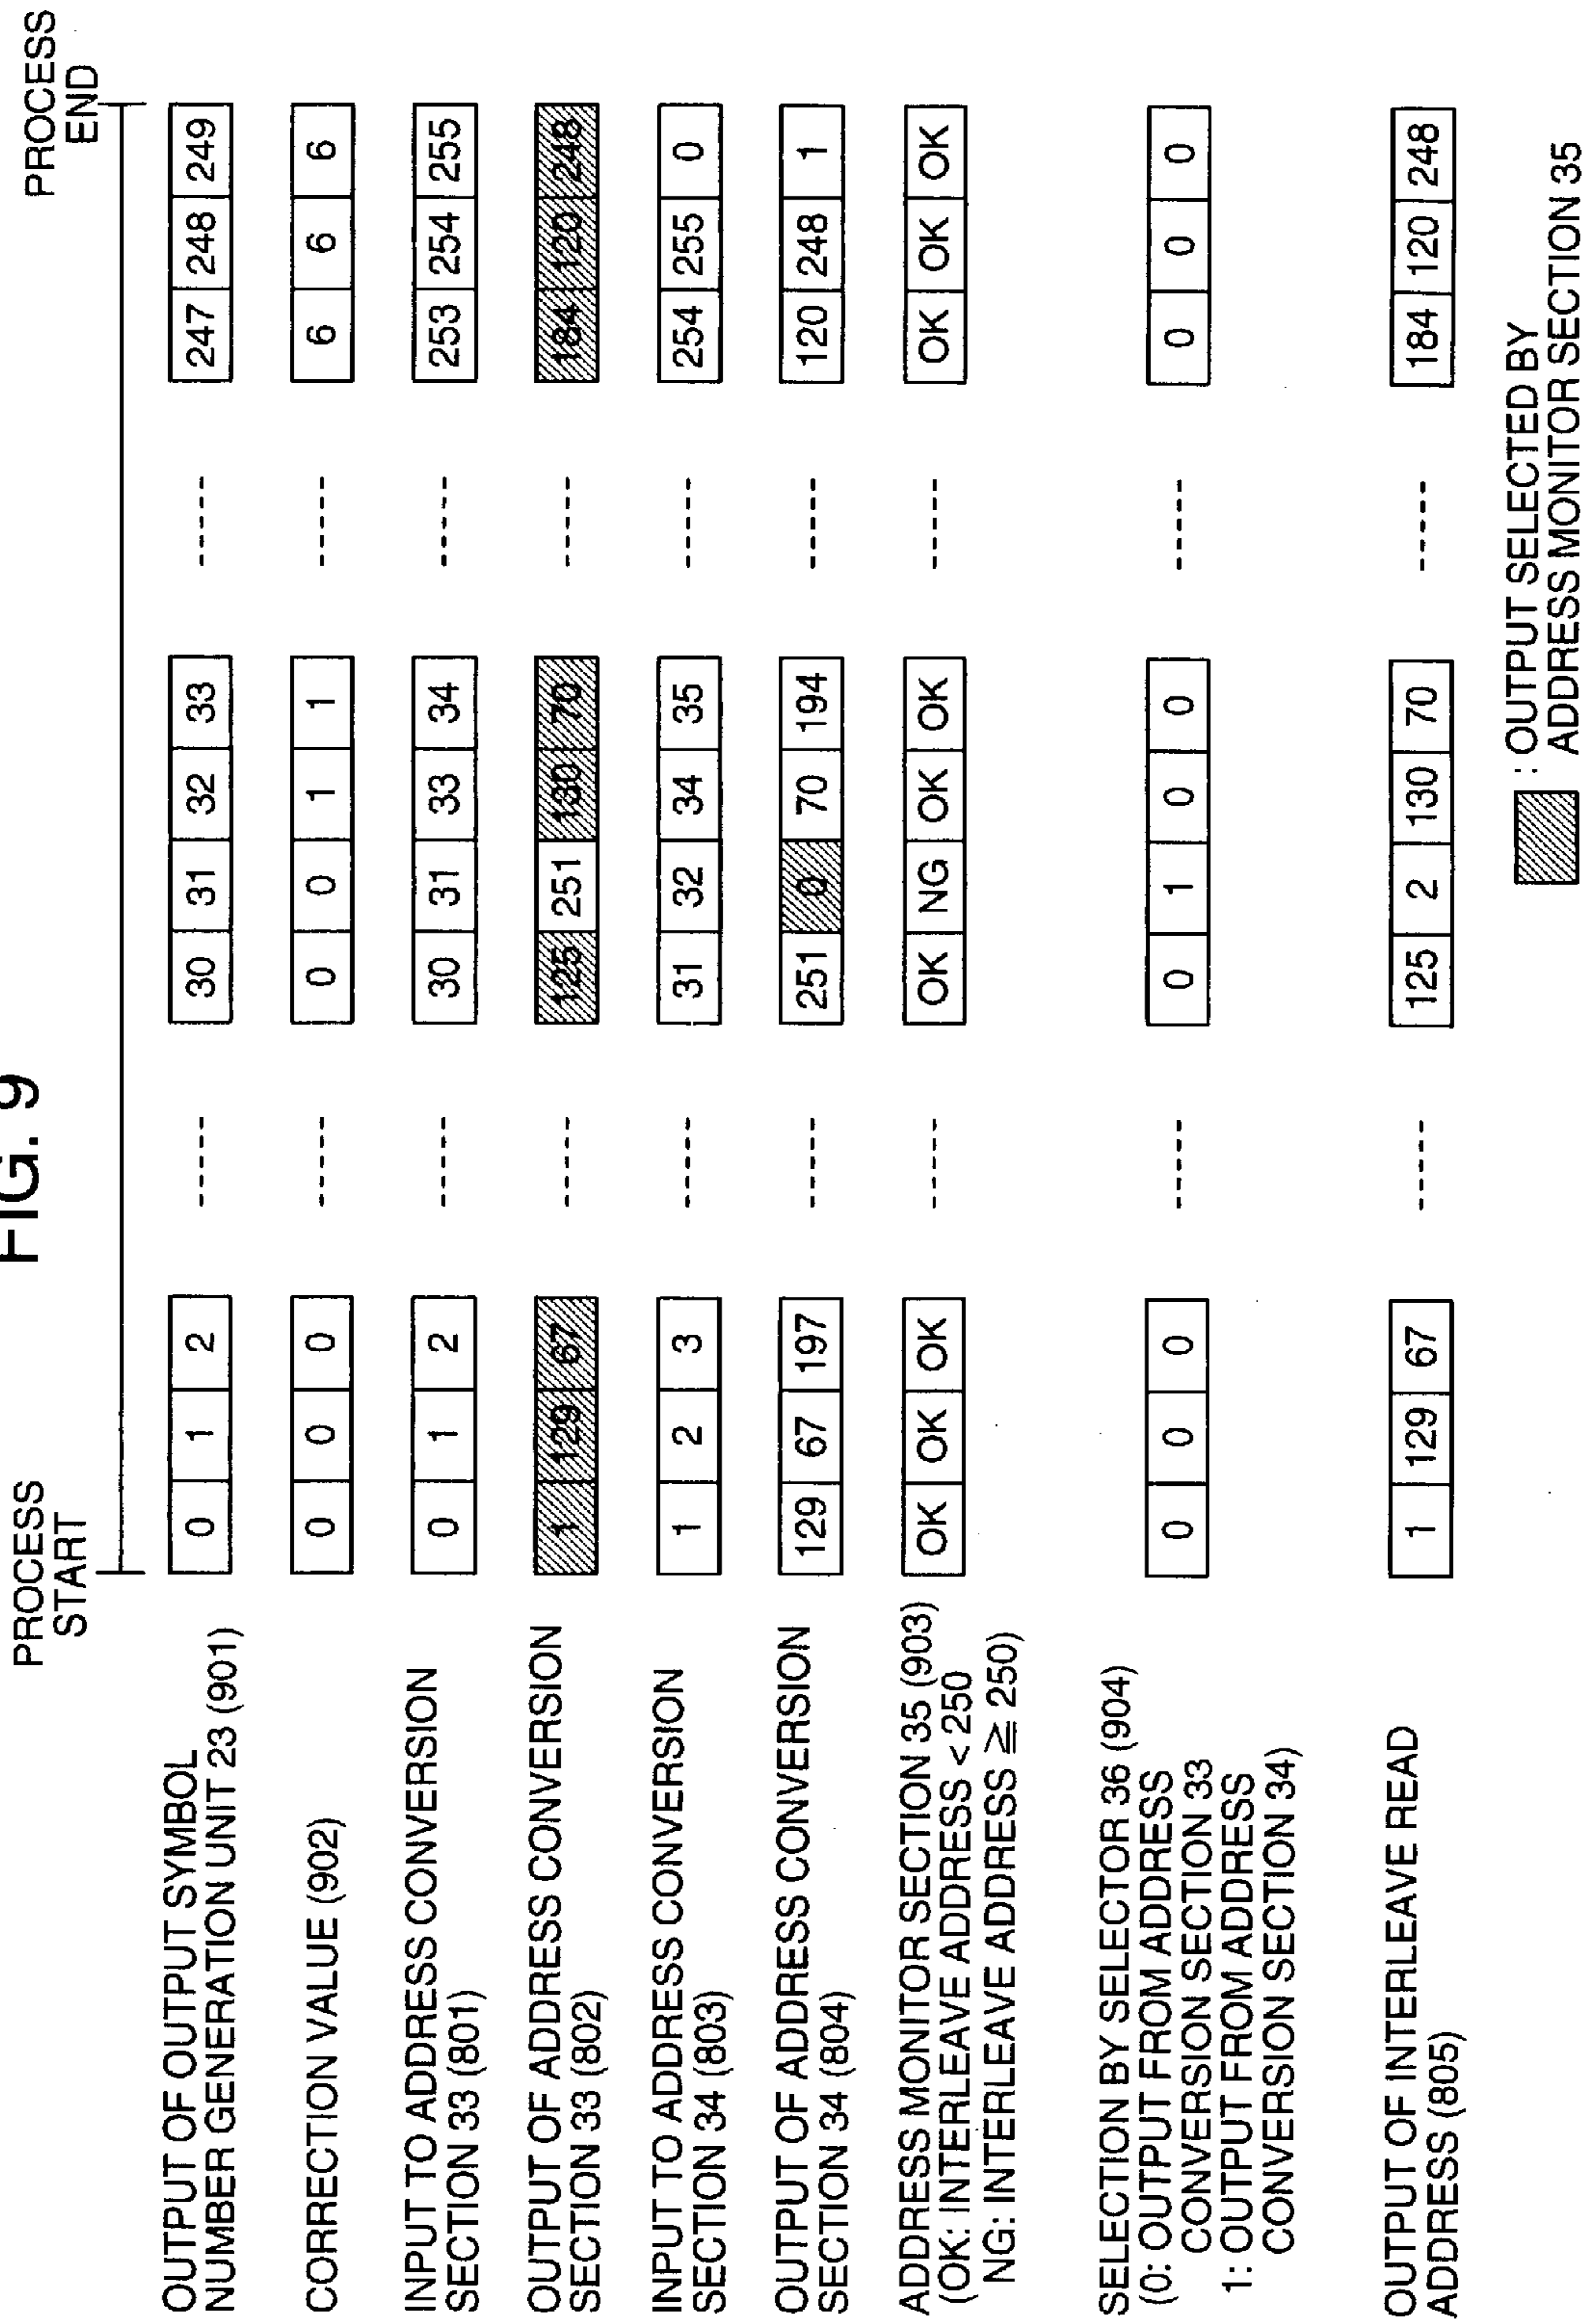 FIG. 9
PROCESS
START
PROCESS
END
OUTPUT OF OUTPUT SYMBOL
NUMBER GENERATION UNIT 23 (901)
0 1 2 ----- 30 31 32 33 ----- 247 248 249
CORRECTION VALUE (902)
0 0 0 ----- 0 0 1 1 ----- 6 6 6
INPUT TO ADDRESS CONVERSION
SECTION 33 (801)
0 1 2 ----- 30 31 33 34 ----- 253 254 255
OUTPUT OF ADDRESS CONVERSION
SECTION 33 (802)
1 129 67 ----- 125 251 130 70 ----- 184 120 248
INPUT TO ADDRESS CONVERSION
SECTION 34 (803)
1 2 3 ----- 31 32 34 35 ----- 254 255 0
OUTPUT OF ADDRESS CONVERSION
SECTION 34 (804)
129 67 197 ----- 251 0 70 194 ----- 120 248 1
ADDRESS MONITOR SECTION 35 (903)
(OK: INTERLEAVE ADDRESS < 250
NG: INTERLEAVE ADDRESS ≧ 250)
OK OK OK ----- OK NG OK OK ----- OK OK OK
SELECTION BY SELECTOR 36 (904)
(0: OUTPUT FROM ADDRESS
CONVERSION SECTION 33
1: OUTPUT FROM ADDRESS
CONVERSION SECTION 34)
0 0 0 ----- 0 1 0 0 ----- 0 0 0
OUTPUT OF INTERLEAVE READ
ADDRESS (805)
1 129 67 ----- 125 2 130 70 ----- 184 120 248
: OUTPUT SELECTED BY
ADDRESS MONITOR SECTION 35